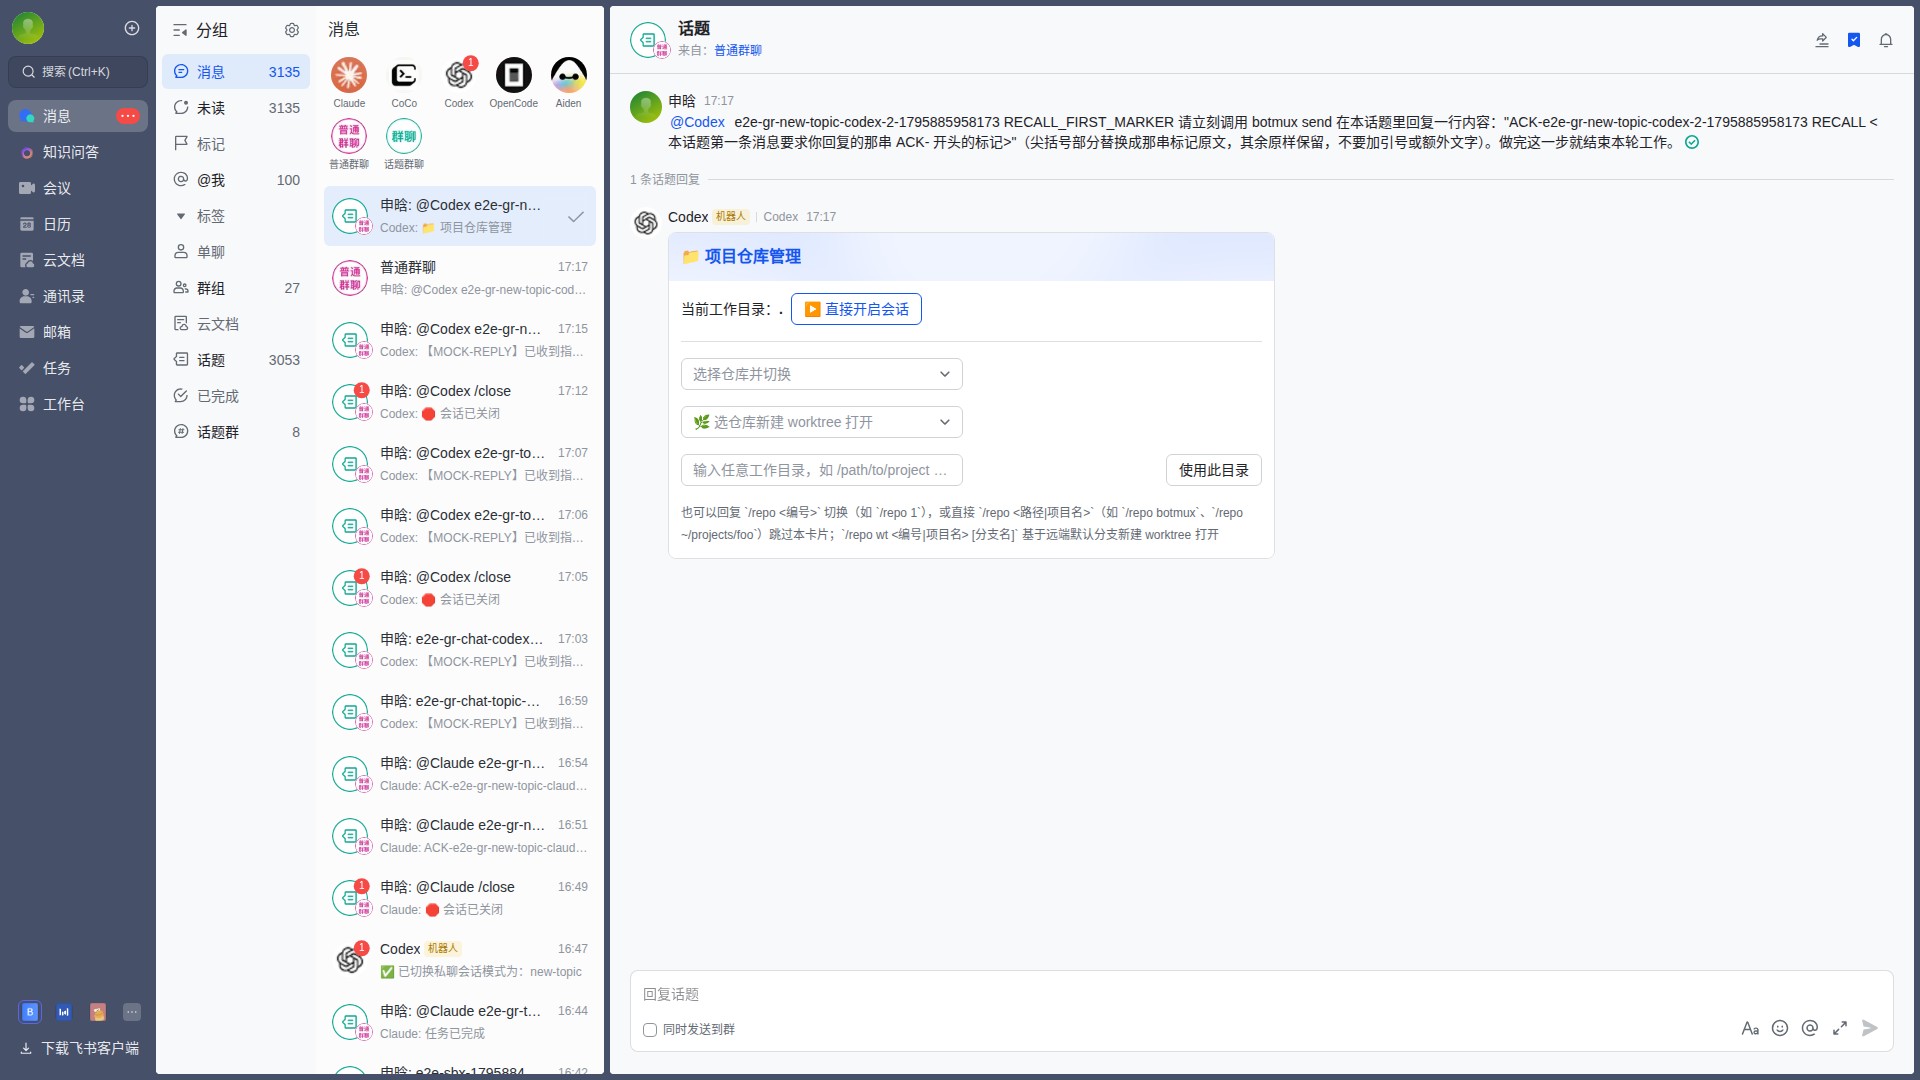 搜索 (Ctrl+K)
消息
知识问答
会议
日历
云文档
通讯录
邮箱
任务
工作台
下载飞书客户端
分组
消息 3135
未读 3135
标记
@我 100
标签
单聊
群组 27
云文档
话题 3053
已完成
话题群 8
消息
1
Claude CoCo Codex OpenCode Aiden
普通群聊
群聊
普通群聊 话题群聊
申晗: @Codex e2e-gr-n…
Codex: 📁 项目仓库管理
普通群聊 17:17
申晗: @Codex e2e-gr-new-topic-cod…
申晗: @Codex e2e-gr-n… 17:15
Codex: 【MOCK-REPLY】已收到指…
1
申晗: @Codex /close 17:12
Codex: 🛑 会话已关闭
申晗: @Codex e2e-gr-to… 17:07
Codex: 【MOCK-REPLY】已收到指…
申晗: @Codex e2e-gr-to… 17:06
Codex: 【MOCK-REPLY】已收到指…
1
申晗: @Codex /close 17:05
Codex: 🛑 会话已关闭
申晗: e2e-gr-chat-codex… 17:03
Codex: 【MOCK-REPLY】已收到指…
申晗: e2e-gr-chat-topic-… 16:59
Codex: 【MOCK-REPLY】已收到指…
申晗: @Claude e2e-gr-n… 16:54
Claude: ACK-e2e-gr-new-topic-claud…
申晗: @Claude e2e-gr-n… 16:51
Claude: ACK-e2e-gr-new-topic-claud…
1
申晗: @Claude /close 16:49
Claude: 🛑 会话已关闭
1
Codex 机器人 16:47
✅ 已切换私聊会话模式为：new-topic
申晗: @Claude e2e-gr-t… 16:44
Claude: 任务已完成
申晗: e2e-sbx-1795884… 16:42
话题
来自：普通群聊
申晗 17:17
@Codex e2e-gr-new-topic-codex-2-1795885958173 RECALL_FIRST_MARKER 请立刻调用 botmux send 在本话题里回复一行内容："ACK-e2e-gr-new-topic-codex-2-1795885958173 RECALL <
本话题第一条消息要求你回复的那串 ACK- 开头的标记>"（尖括号部分替换成那串标记原文，其余原样保留，不要加引号或额外文字）。做完这一步就结束本轮工作。
1 条话题回复
Codex 机器人 | Codex 17:17
📁 项目仓库管理
当前工作目录：. ▶️ 直接开启会话
选择仓库并切换
🌿 选仓库新建 worktree 打开
输入任意工作目录，如 /path/to/project … 使用此目录
也可以回复 `/repo <编号>` 切换（如 `/repo 1`），或直接 `/repo <路径|项目名>`（如 `/repo botmux`、`/repo
~/projects/foo`）跳过本卡片；`/repo wt <编号|项目名> [分支名]` 基于远端默认分支新建 worktree 打开
回复话题
同时发送到群